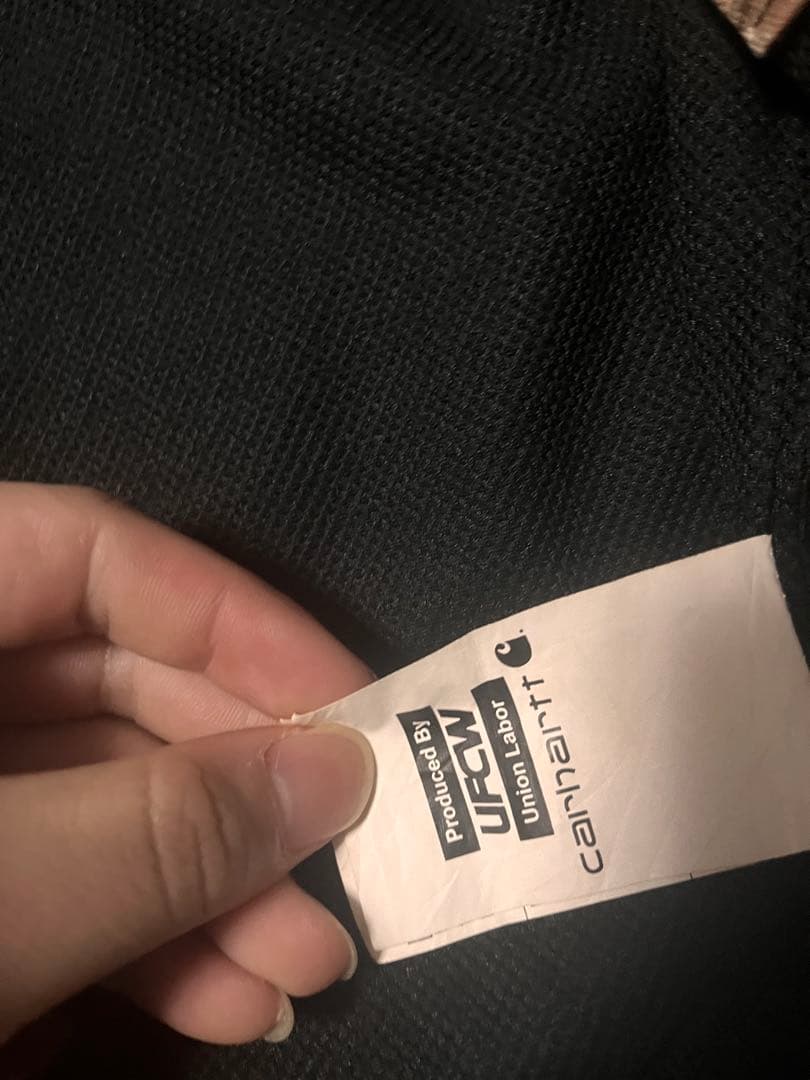 Produced By
UFCW
Union Labor
carhartt